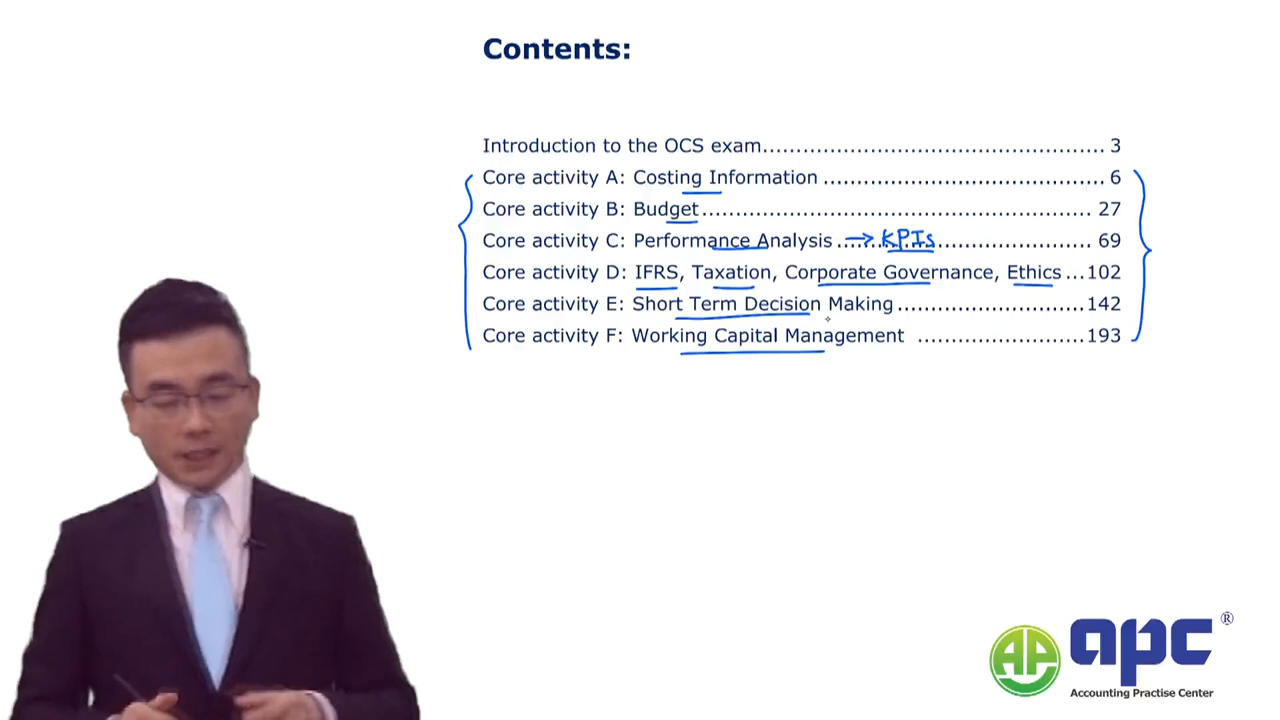 Contents:
Introduction to the OCS exam................................................... 3
Core activity A: Costing Information .......................................... 6
Core activity B: Budget.......................................................... 27
Core activity C: Performance Analysis ...... → KPIs ....................... 69
Core activity D: IFRS, Taxation, Corporate Governance, Ethics ...102
Core activity E: Short Term Decision Making ............................142
Core activity F: Working Capital Management .........................193
AP apc ®
Accounting Practise Center